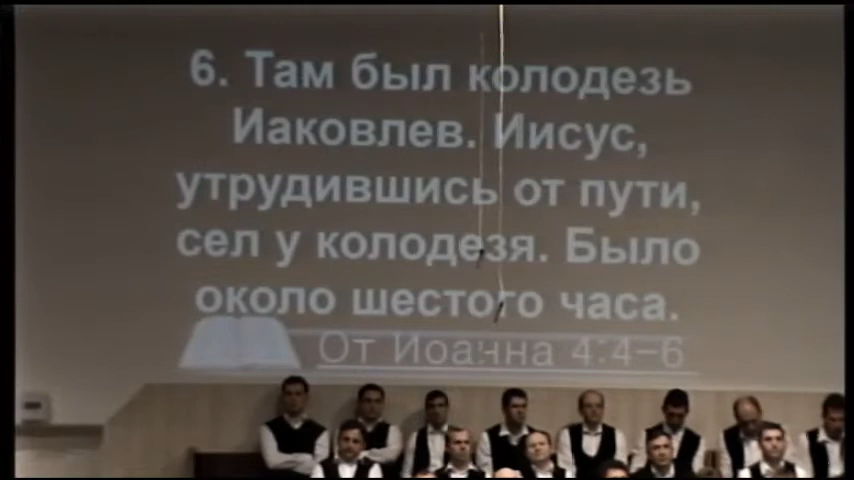 6. Там был колодезь
Иаковлев. Иисус,
утрудившись от пути,
сел у колодезя. Было
около шестого часа.
От Иоанна 4:4-6